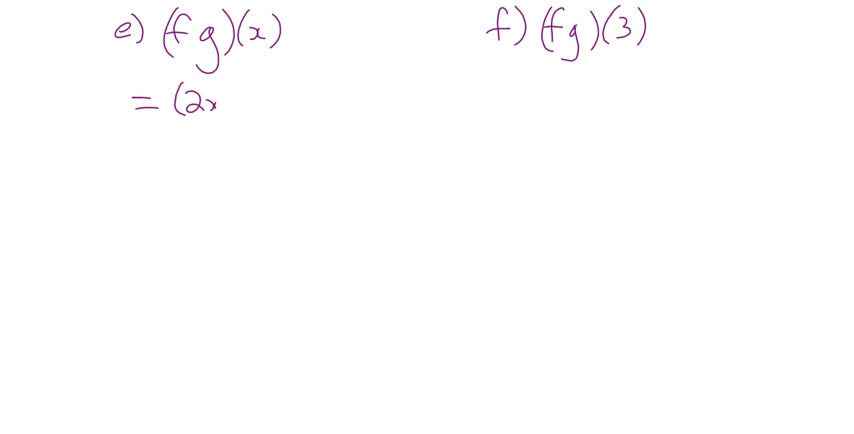 e) (fg)(x)
= (2x
f) (fg)(3)